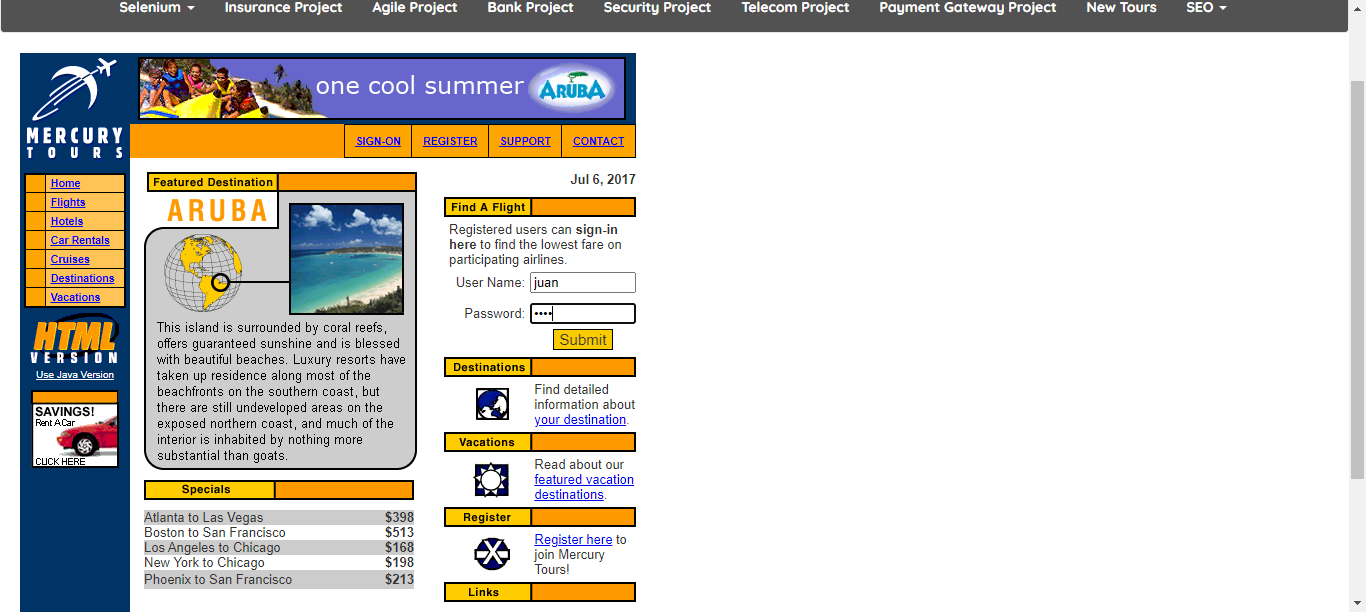 Selenium Insurance Project Agile Project Bank Project Security Project Telecom Project Payment Gateway Project New Tours SEO
one cool summer ARUBA
MERCURY
TOURS
SIGN-ON REGISTER SUPPORT CONTACT
Home
Flights
Hotels
Car Rentals
Cruises
Destinations
Vacations
HTML
VERSION
Use Java Version
SAVINGS!
Rent A Car
CLICK HERE
Featured Destination
ARUBA
This island is surrounded by coral reefs,
offers guaranteed sunshine and is blessed
with beautiful beaches. Luxury resorts have
taken up residence along most of the
beachfronts on the southern coast, but
there are still undeveloped areas on the
exposed northern coast, and much of the
interior is inhabited by nothing more
substantial than goats.
Specials
Atlanta to Las Vegas $398
Boston to San Francisco $513
Los Angeles to Chicago $168
New York to Chicago $198
Phoenix to San Francisco $213
Jul 6, 2017
Find A Flight
Registered users can sign-in
here to find the lowest fare on
participating airlines.
User Name: juan
Password: ••••
Submit
Destinations
Find detailed
information about
your destination.
Vacations
Read about our
featured vacation
destinations.
Register
Register here to
join Mercury
Tours!
Links